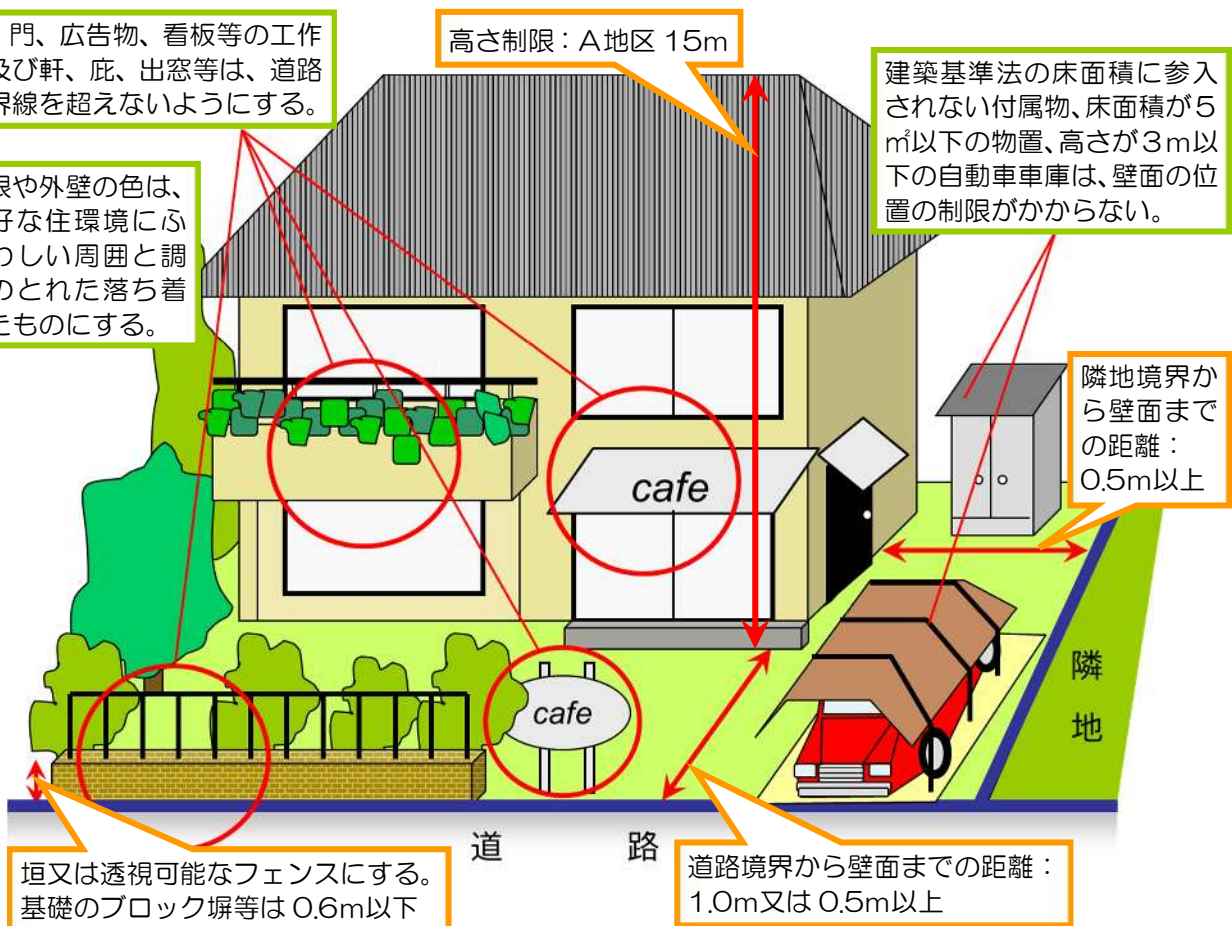 門、広告物、看板等の工作
及び軒、庇、出窓等は、道路
界線を超えないようにする。
高さ制限：Ａ地区 15m
建築基準法の床面積に参入
されない付属物、床面積が５
㎡以下の物置、高さが３ｍ以
下の自動車車庫は、壁面の位
置の制限がかからない。
根や外壁の色は、
好な住環境にふ
わしい周囲と調
のとれた落ち着
たものにする。
隣地境界か
ら壁面まで
の距離：
0.5m以上
cafe
cafe
隣
地
道 路
垣又は透視可能なフェンスにする。
基礎のブロック塀等は 0.6m以下
道路境界から壁面までの距離：
1.0m又は 0.5m以上